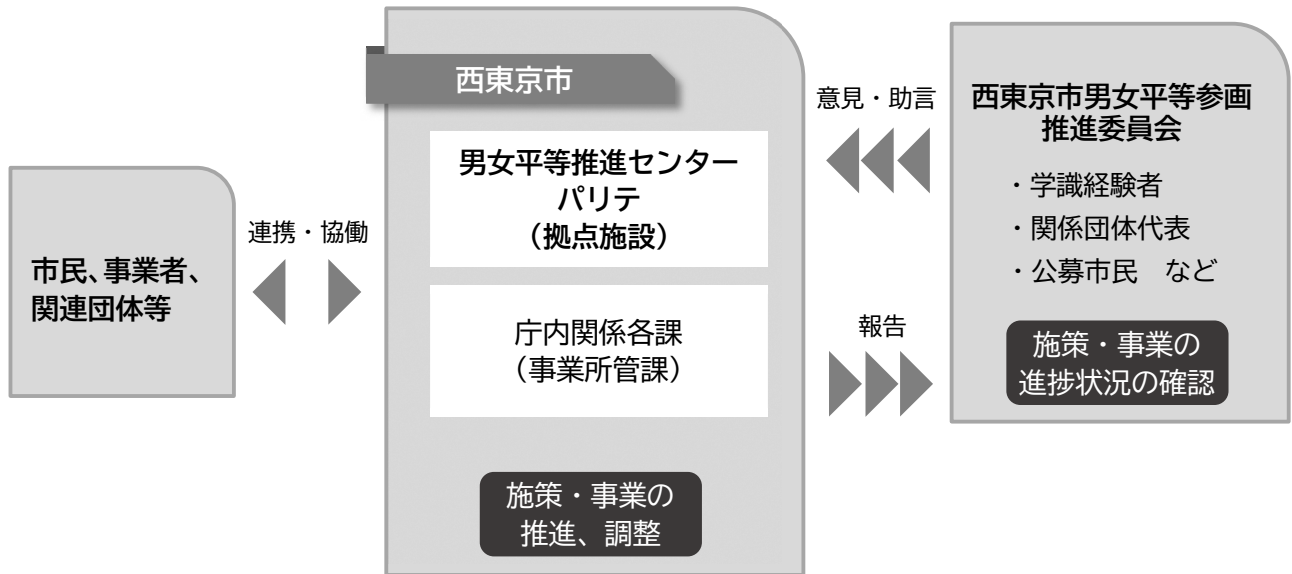 市民、事業者、
関連団体等
連携・協働
西東京市
男女平等推進センター
パリテ
（拠点施設）
庁内関係各課
（事業所管課）
施策・事業の
推進、調整
意見・助言
報告
西東京市男女平等参画
推進委員会
・学識経験者
・関係団体代表
・公募市民　など
施策・事業の
進捗状況の確認